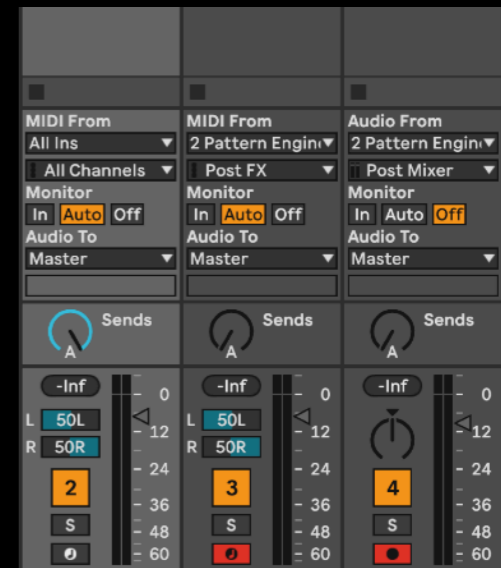 MIDI From MIDI From Audio From
All Ins 2 Pattern Engin 2 Pattern Engin
All Channels Post FX Post Mixer
Monitor Monitor Monitor
In Auto Off In Auto Off In Auto Off
Audio To Audio To Audio To
Master Master Master
Sends Sends Sends
A A A
-Inf 0 -Inf 0 -Inf 0
L 50L 12 L 50L 12 12
R 50R R 50R
24 24 24
2 3 4
36 36 36
S 48 S 48 S 48
60 60 60